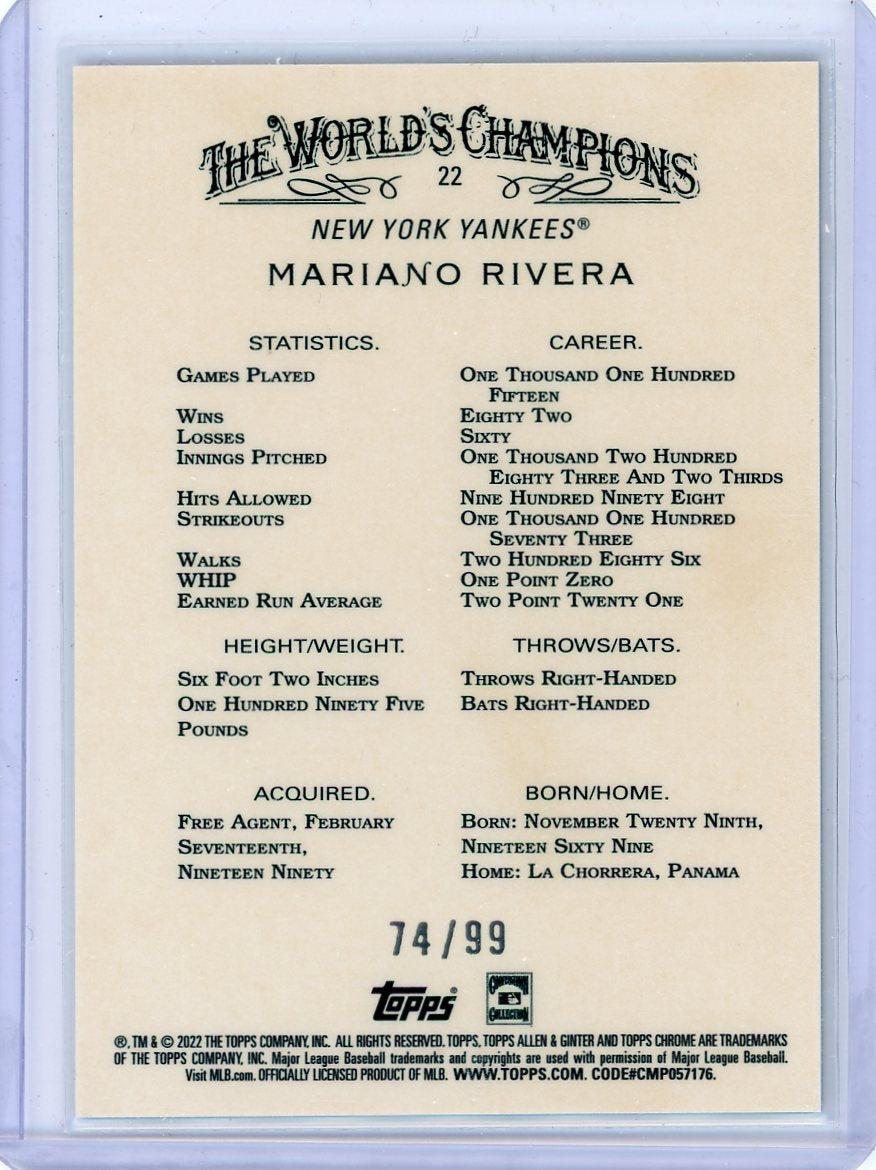 THE WORLD'S CHAMPIONS
22
NEW YORK YANKEES®
MARIANO RIVERA
STATISTICS. CAREER.
GAMES PLAYED ONE THOUSAND ONE HUNDRED
FIFTEEN
WINS EIGHTY TWO
LOSSES SIXTY
INNINGS PITCHED ONE THOUSAND TWO HUNDRED
EIGHTY THREE AND TWO THIRDS
HITS ALLOWED NINE HUNDRED NINETY EIGHT
STRIKEOUTS ONE THOUSAND ONE HUNDRED
SEVENTY THREE
WALKS TWO HUNDRED EIGHTY SIX
WHIP ONE POINT ZERO
EARNED RUN AVERAGE TWO POINT TWENTY ONE
HEIGHT/WEIGHT. THROWS/BATS.
SIX FOOT TWO INCHES THROWS RIGHT-HANDED
ONE HUNDRED NINETY FIVE BATS RIGHT-HANDED
POUNDS
ACQUIRED. BORN/HOME.
FREE AGENT, FEBRUARY BORN: NOVEMBER TWENTY NINTH,
SEVENTEENTH, NINETEEN SIXTY NINE
NINETEEN NINETY HOME: LA CHORRERA, PANAMA
74/99
Topps®
COLLECTION
®, TM & © 2022 THE TOPPS COMPANY, INC. ALL RIGHTS RESERVED. TOPPS, TOPPS ALLEN & GINTER AND TOPPS CHROME ARE TRADEMARKS
OF THE TOPPS COMPANY, INC. Major League Baseball trademarks and copyrights are used with permission of Major League Baseball.
Visit MLB.com. OFFICIALLY LICENSED PRODUCT OF MLB. WWW.TOPPS.COM. CODE#CMP057176.